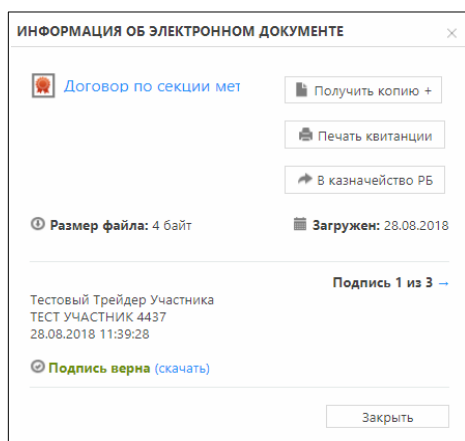 ИНФОРМАЦИЯ ОБ ЭЛЕКТРОННОМ ДОКУМЕНТЕ ×
Договор по секции мет
Получить копию +
Печать квитанции
В казначейство РБ
Размер файла: 4 байт
Загружен: 28.08.2018
Подпись 1 из 3 →
Тестовый Трейдер Участника
ТЕСТ УЧАСТНИК 4437
28.08.2018 11:39:28
Подпись верна (скачать)
Закрыть